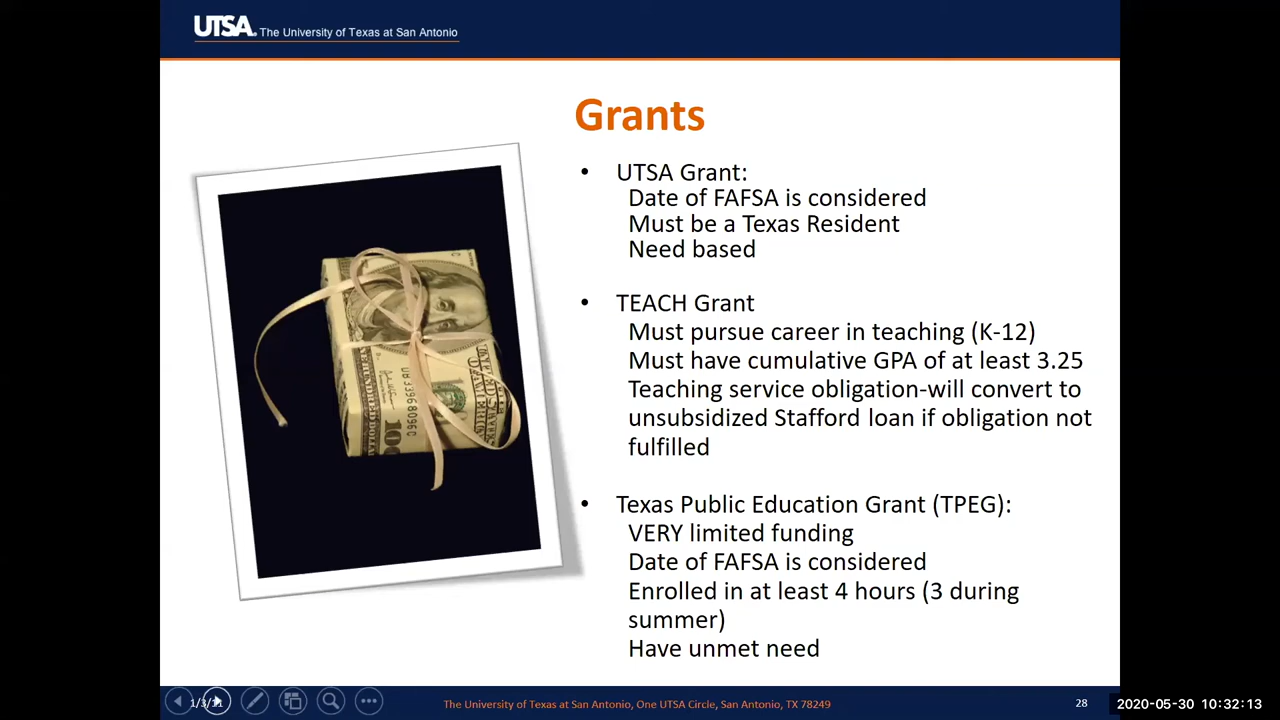 UTSA. The University of Texas at San Antonio
Grants
• UTSA Grant:
Date of FAFSA is considered
Must be a Texas Resident
Need based
• TEACH Grant
Must pursue career in teaching (K-12)
Must have cumulative GPA of at least 3.25
Teaching service obligation-will convert to
unsubsidized Stafford loan if obligation not
fulfilled
• Texas Public Education Grant (TPEG):
VERY limited funding
Date of FAFSA is considered
Enrolled in at least 4 hours (3 during
summer)
Have unmet need
100
The University of Texas at San Antonio, One UTSA Circle, San Antonio, TX 78249
28
2020-05-30 10:32:13